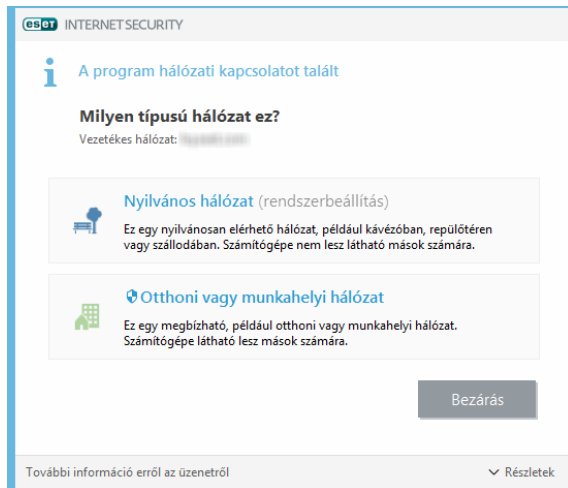 eset INTERNET SECURITY
A program hálózati kapcsolatot talált
Milyen típusú hálózat ez?
Vezetékes hálózat:
Nyilvános hálózat (rendszerbeállítás)
Ez egy nyilvánosan elérhető hálózat, például kávézóban, repülőtéren
vagy szállodában. Számítógépe nem lesz látható mások számára.
Otthoni vagy munkahelyi hálózat
Ez egy megbízható, például otthoni vagy munkahelyi hálózat.
Számítógépe látható lesz mások számára.
Bezárás
További információ erről az üzenetről
Részletek